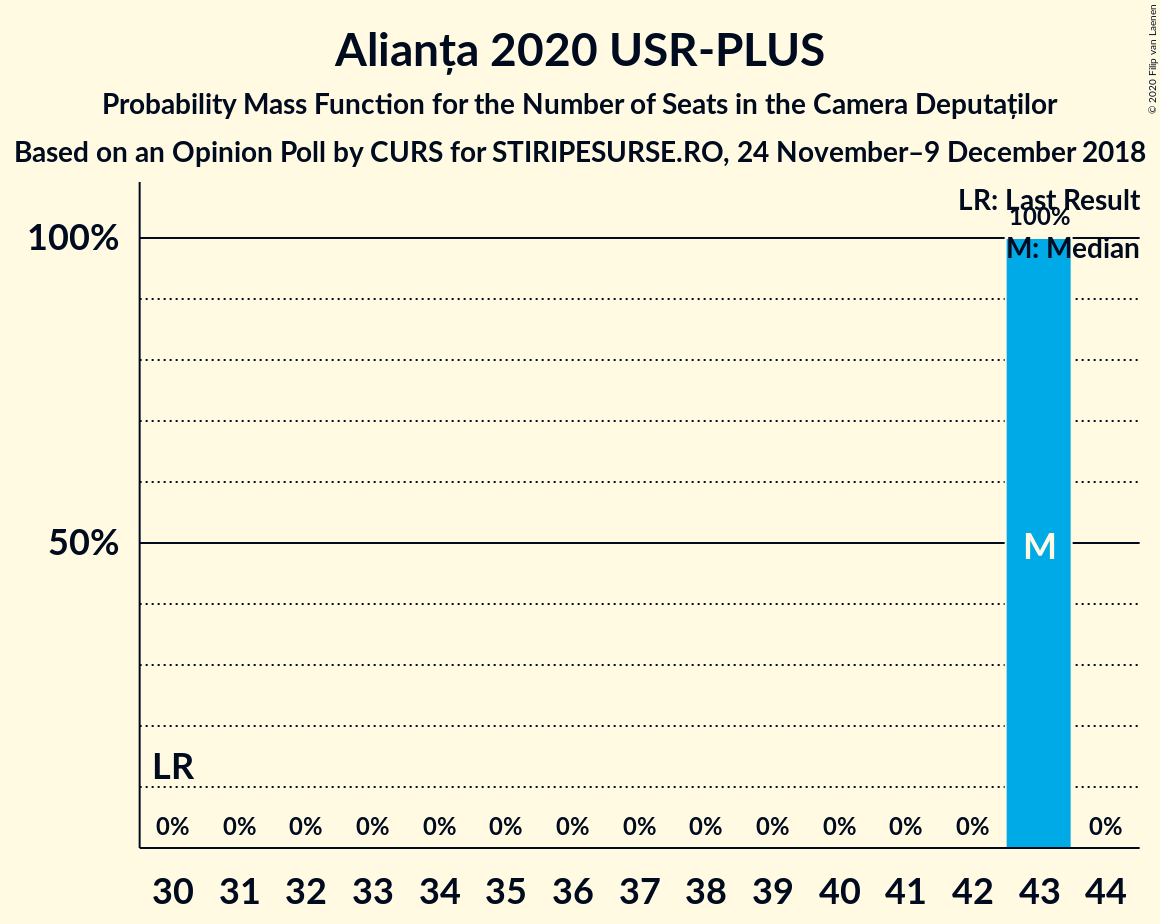 Alianța 2020 USR-PLUS
Probability Mass Function for the Number of Seats in the Camera Deputaților
Based on an Opinion Poll by CURS for STIRIPESURSE.RO, 24 November–9 December 2018
© 2020 Filip van Laenen
LR: Last Result
100%
M: Median
100%
50%
M
LR
0% 0% 0% 0% 0% 0% 0% 0% 0% 0% 0% 0% 0% 0%
30 31 32 33 34 35 36 37 38 39 40 41 42 43 44